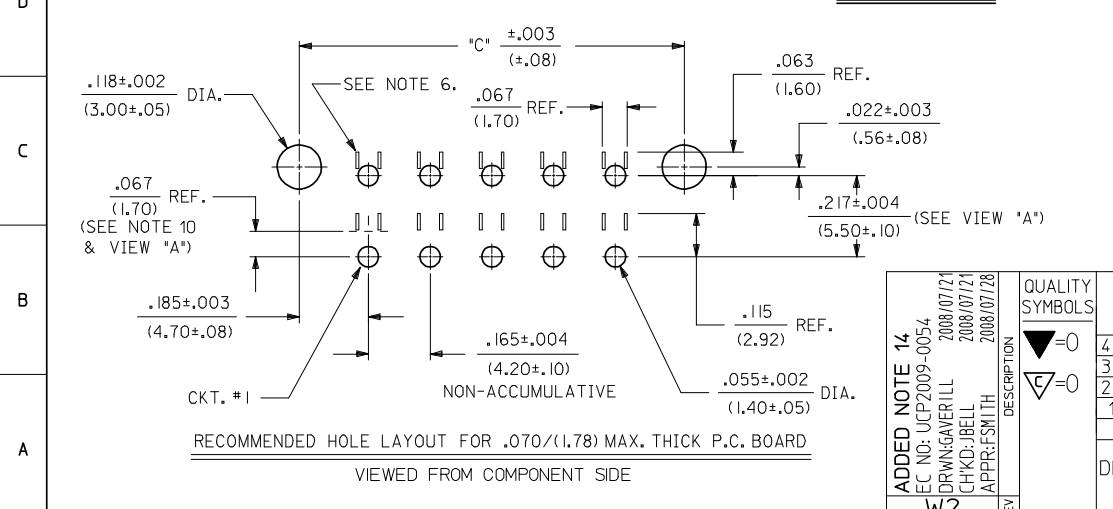 D
C
B
A
"C" ±.003
(±.08)
.118±.002 DIA.
(3.00±.05)
SEE NOTE 6.
.067 REF.
(1.70)
.063 REF.
(1.60)
.022±.003
(.56±.08)
.067 REF.
(1.70)
(SEE NOTE 10
& VIEW "A")
.217±.004 (SEE VIEW "A")
(5.50±.10)
.185±.003
(4.70±.08)
.165±.004
(4.20±.10)
NON-ACCUMULATIVE
.115 REF.
(2.92)
.055±.002 DIA.
(1.40±.05)
CKT. #1
RECOMMENDED HOLE LAYOUT FOR .070/(1.78) MAX. THICK P.C. BOARD
VIEWED FROM COMPONENT SIDE
ADDED NOTE 14
EC NO: UCP2009-0054
DRWN:GAVERILL 2008/07/21
CH'KD:JBELL 2008/07/21
APPR:FSMITH 2008/07/28
DESCRIPTION
QUALITY
SYMBOLS
=0
C=0
4
3
2
1